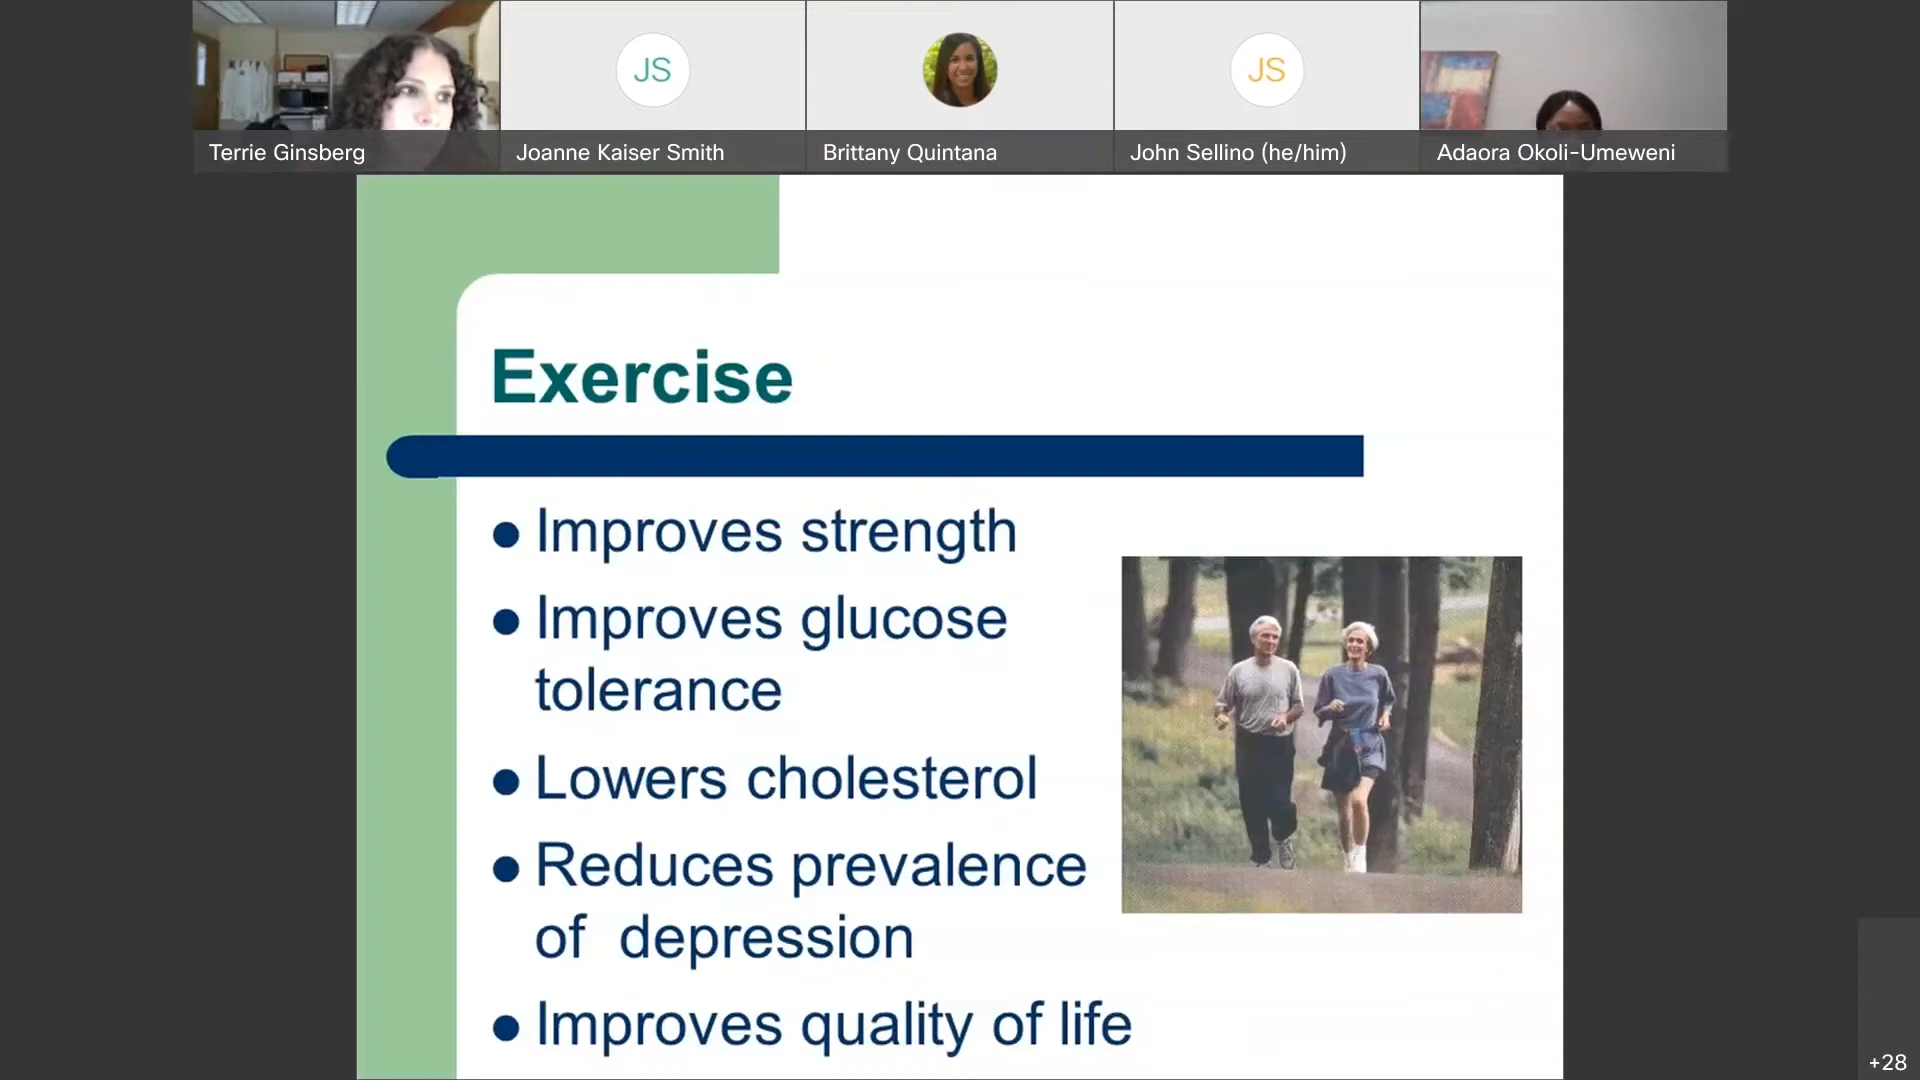 JS
JS
Terrie Ginsberg
Joanne Kaiser Smith
Brittany Quintana
John Sellino (he/him)
Adaora Okoli-Umeweni
Exercise
• Improves strength
• Improves glucose
tolerance
• Lowers cholesterol
• Reduces prevalence
of depression
• Improves quality of life
+28